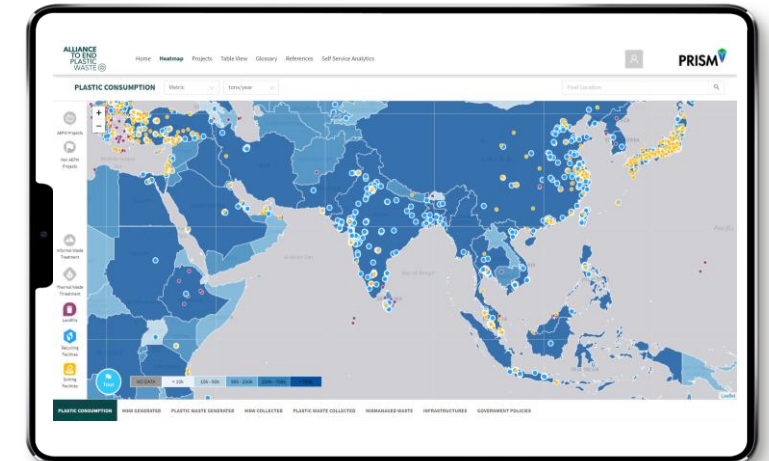 ALLIANCE
TO END
PLASTIC
WASTE
Home Heatmap Projects Table View Glossary References Self Service Analytics
PRISM
PLASTIC CONSUMPTION Metric tons/year Find Location
+
−
AEPW Projects
Non-AEPW
Projects
Arabian Sea
Bay of Bengal
Pacific
Informal Waste
Treatment
Thermal Waste
Treatment
Landfills
Recycling
Facilities
Sorting
Facilities
NO DATA < 10k
Leaflet
PLASTIC CONSUMPTION MSW GENERATED PLASTIC WASTE GENERATED MSW COLLECTED PLASTIC WASTE COLLECTED MISMANAGED WASTE INFRASTRUCTURES GOVERNMENT POLICIES